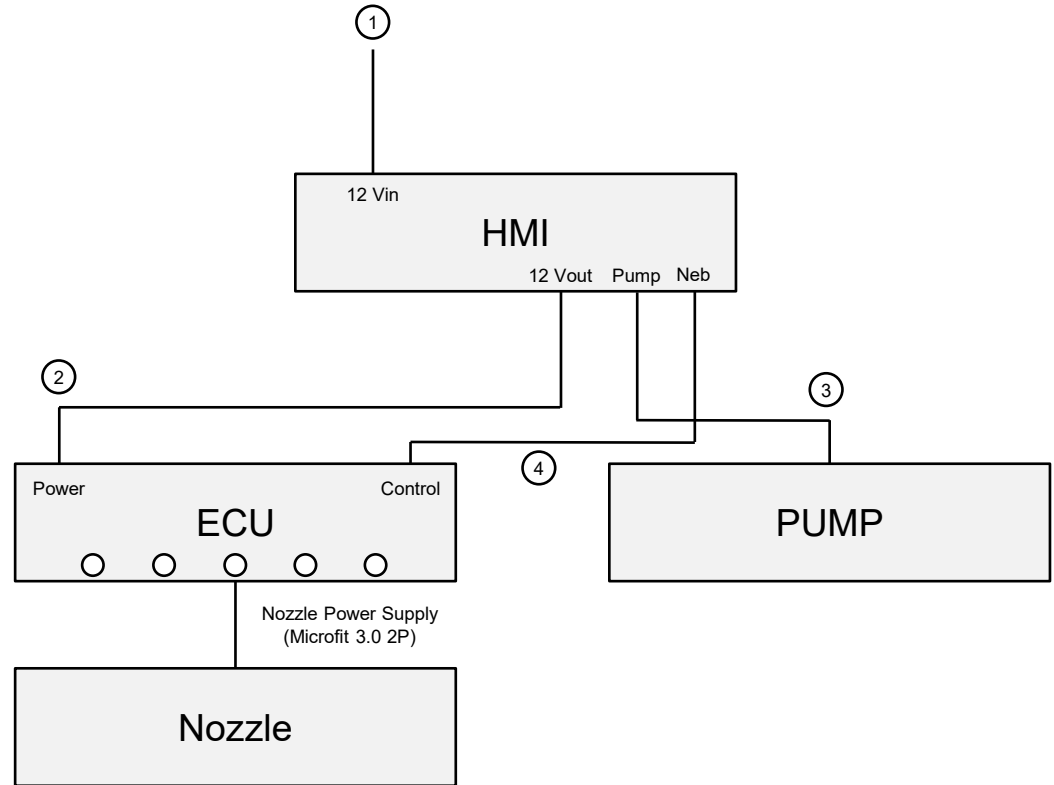 1
12 Vin
HMI
12 Vout Pump Neb
2
3
4
Power Control
ECU
PUMP
Nozzle Power Supply
(Microfit 3.0 2P)
Nozzle